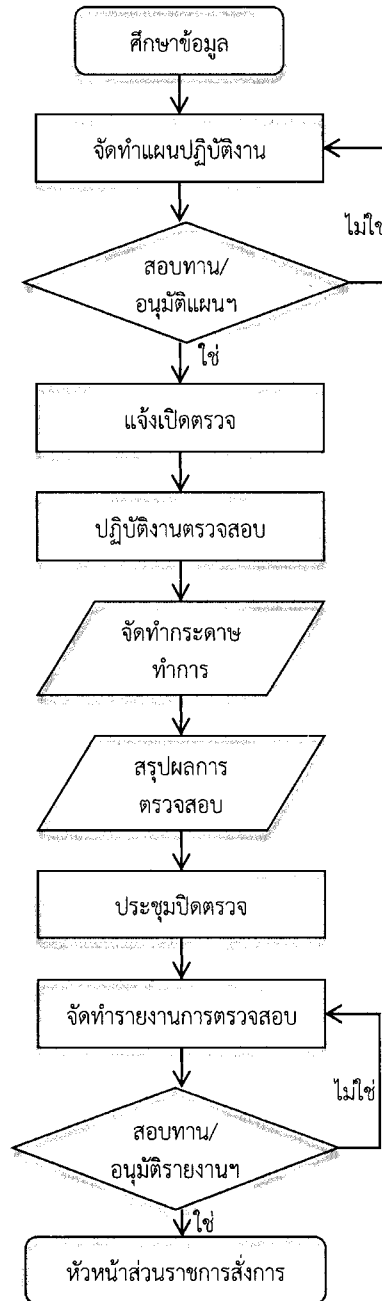 ศึกษาข้อมูล
จัดทำแผนปฏิบัติงาน
ไม่ใช่
สอบทาน/
อนุมัติแผนฯ
ใช่
แจ้งเปิดตรวจ
ปฏิบัติงานตรวจสอบ
จัดทำกระดาษ
ทำการ
สรุปผลการ
ตรวจสอบ
ประชุมปิดตรวจ
จัดทำรายงานการตรวจสอบ
ไม่ใช่
สอบทาน/
อนุมัติรายงานฯ
ใช่
หัวหน้าส่วนราชการสั่งการ